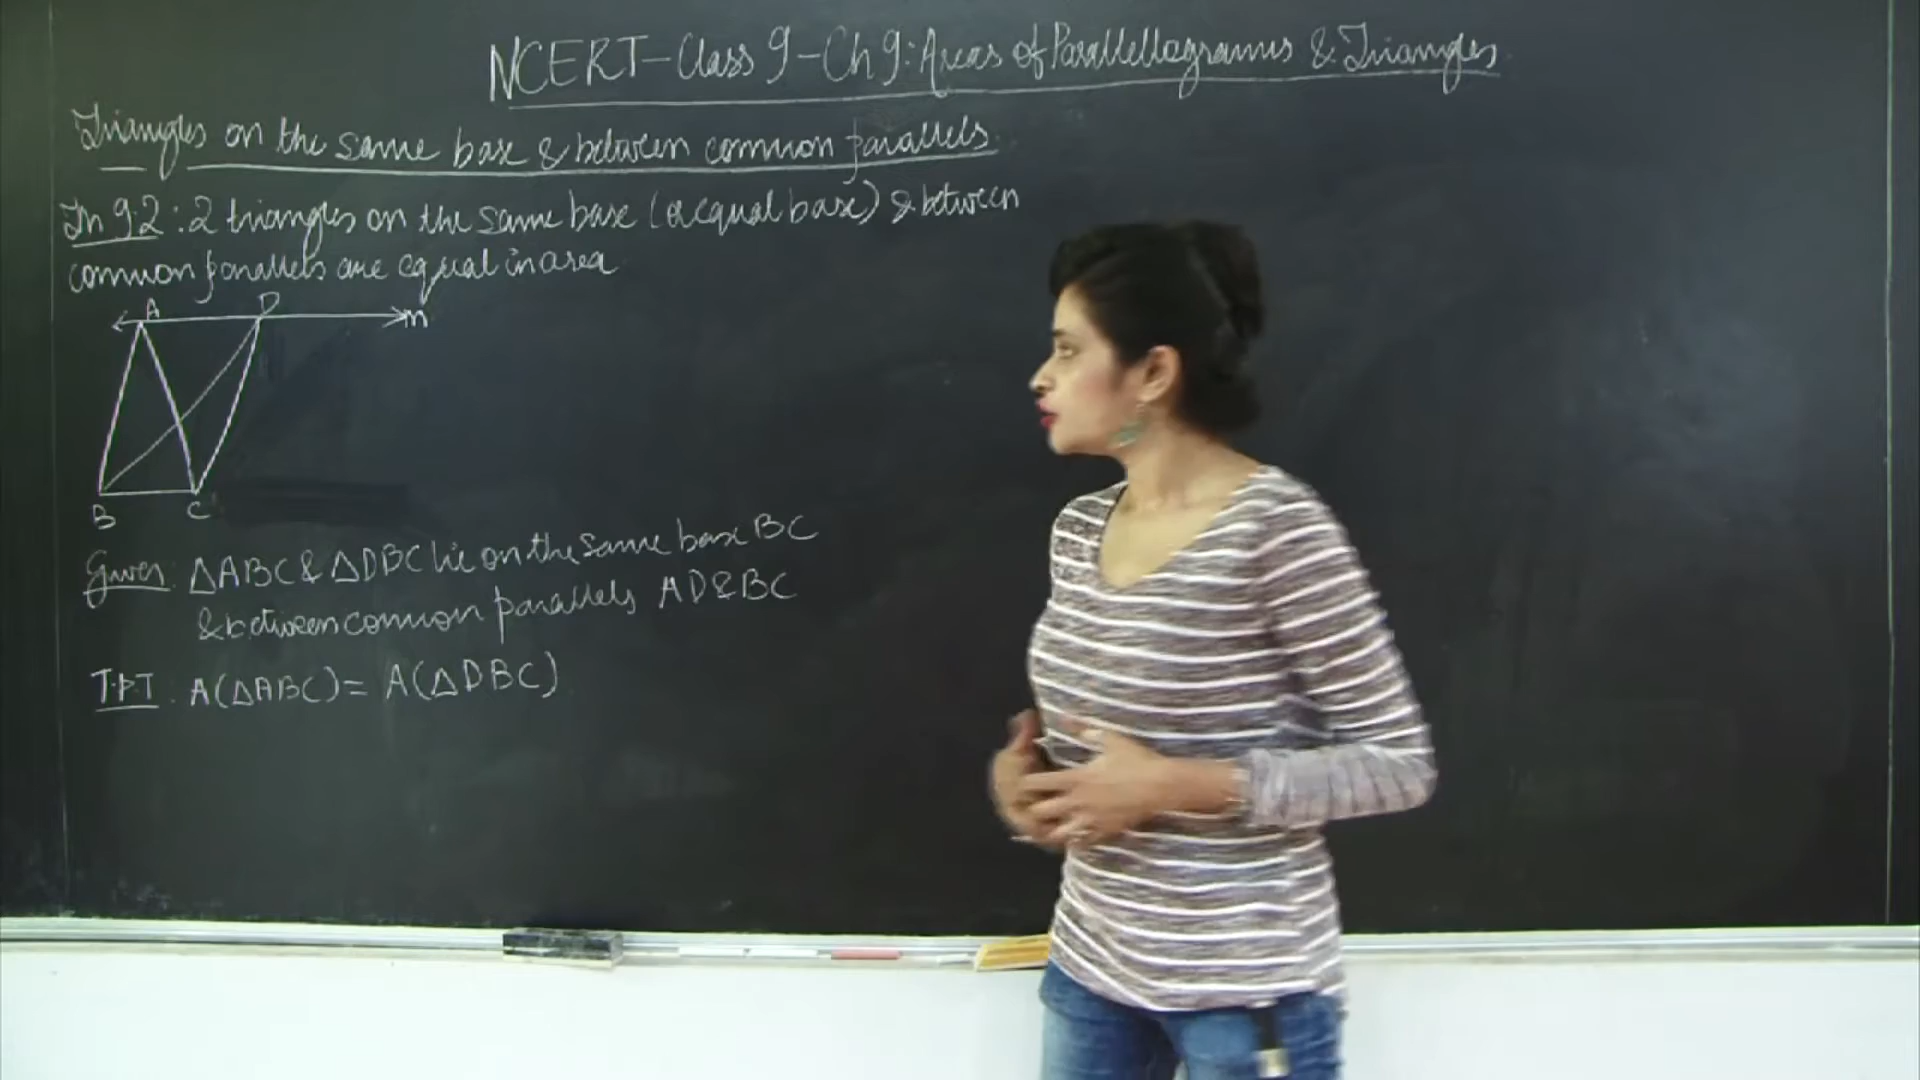 NCERT-Class 9-Ch 9: Areas of Parallellograms & Triangles
Triangles on the same base & between common parallels.
Th 9.2: 2 triangles on the same base (or equal base) & between
common parallels are equal in area
A D
m
B C
Given: △ABC & △DBC lie on the same base BC
& between common parallels AD & BC
T.P.T: A(△ABC) = A(△DBC)